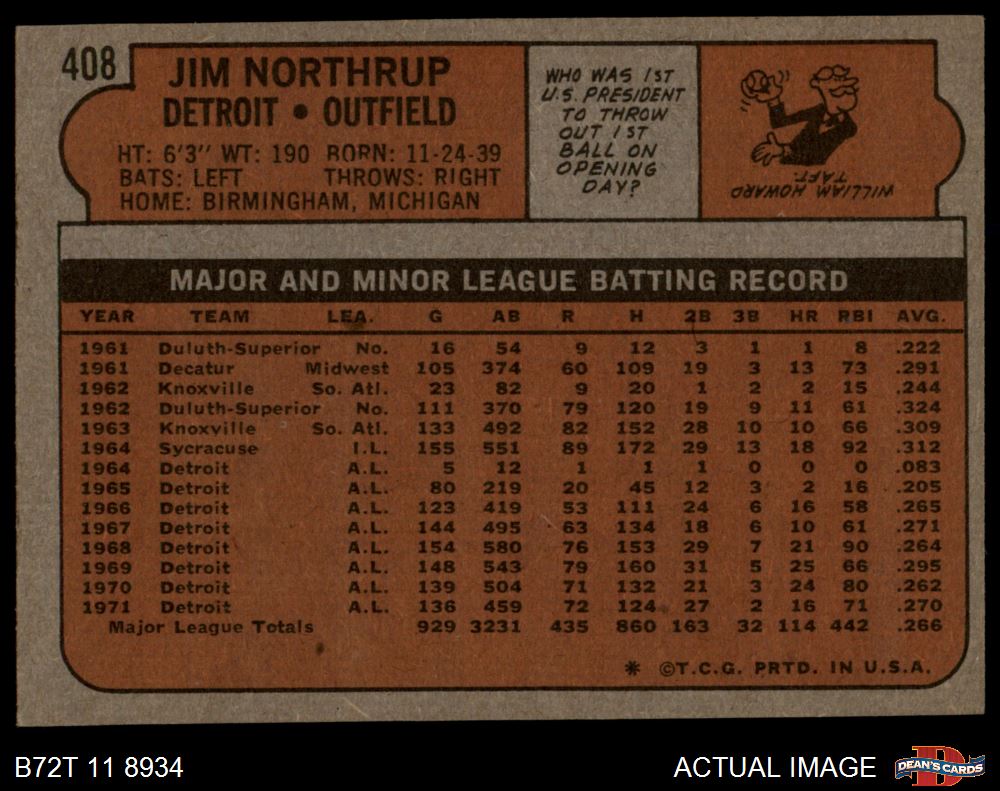 408
JIM NORTHRUP
DETROIT • OUTFIELD
HT: 6'3" WT: 190 BORN: 11-24-39
BATS: LEFT THROWS: RIGHT
HOME: BIRMINGHAM, MICHIGAN
WHO WAS 1ST
U.S. PRESIDENT
TO THROW
OUT 1ST
BALL ON
OPENING
DAY?
WILLIAM HOWARD
TAFT.
MAJOR AND MINOR LEAGUE BATTING RECORD
YEAR TEAM LEA. G AB R H 2B 3B HR RBI AVG.
1961 Duluth-Superior No. 16 54 9 12 3 1 1 8 .222
1961 Decatur Midwest 105 374 60 109 19 3 13 73 .291
1962 Knoxville So. Atl. 23 82 9 20 1 2 2 15 .244
1962 Duluth-Superior No. 111 370 79 120 19 9 11 61 .324
1963 Knoxville So. Atl. 133 492 82 152 28 10 10 66 .309
1964 Sycracuse I.L. 155 551 89 172 29 13 18 92 .312
1964 Detroit A.L. 5 12 1 1 1 0 0 0 .083
1965 Detroit A.L. 80 219 20 45 12 3 2 16 .205
1966 Detroit A.L. 123 419 53 111 24 6 16 58 .265
1967 Detroit A.L. 144 495 63 134 18 6 10 61 .271
1968 Detroit A.L. 154 580 76 153 29 7 21 90 .264
1969 Detroit A.L. 148 543 79 160 31 5 25 66 .295
1970 Detroit A.L. 139 504 71 132 21 3 24 80 .262
1971 Detroit A.L. 136 459 72 124 27 2 16 71 .270
Major League Totals 929 3231 435 860 163 32 114 442 .266
* ©T.C.G. PRTD. IN U.S.A.
B72T 11 8934
ACTUAL IMAGE
D
DEAN'S CARDS